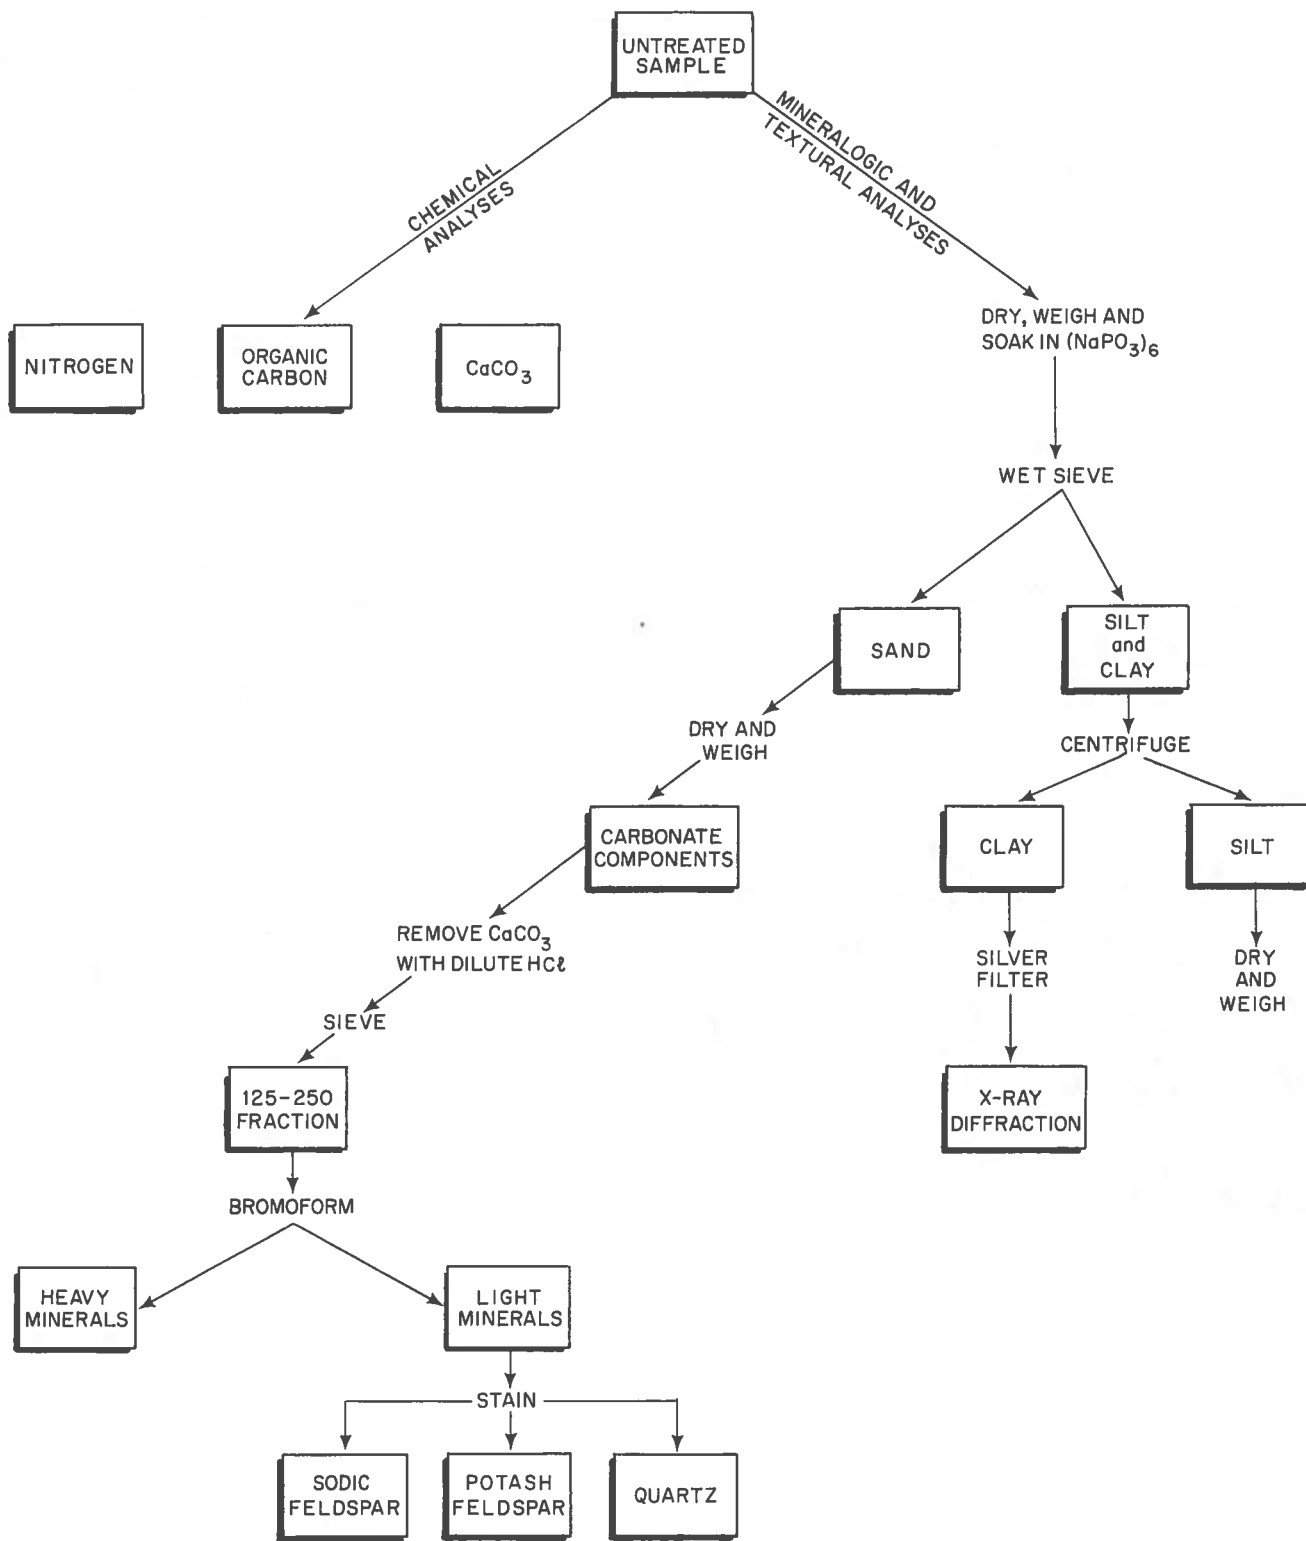 UNTREATED
SAMPLE
CHEMICAL
ANALYSES
MINERALOGIC AND
TEXTURAL ANALYSES
NITROGEN
ORGANIC
CARBON
CaCO3
DRY, WEIGH AND
SOAK IN (NaPO3)6
WET SIEVE
SAND
SILT
and
CLAY
DRY AND
WEIGH
CENTRIFUGE
CARBONATE
COMPONENTS
CLAY
SILT
REMOVE CaCO3
WITH DILUTE HCℓ
SILVER
FILTER
DRY
AND
WEIGH
SIEVE
125-250
FRACTION
X-RAY
DIFFRACTION
BROMOFORM
HEAVY
MINERALS
LIGHT
MINERALS
STAIN
SODIC
FELDSPAR
POTASH
FELDSPAR
QUARTZ